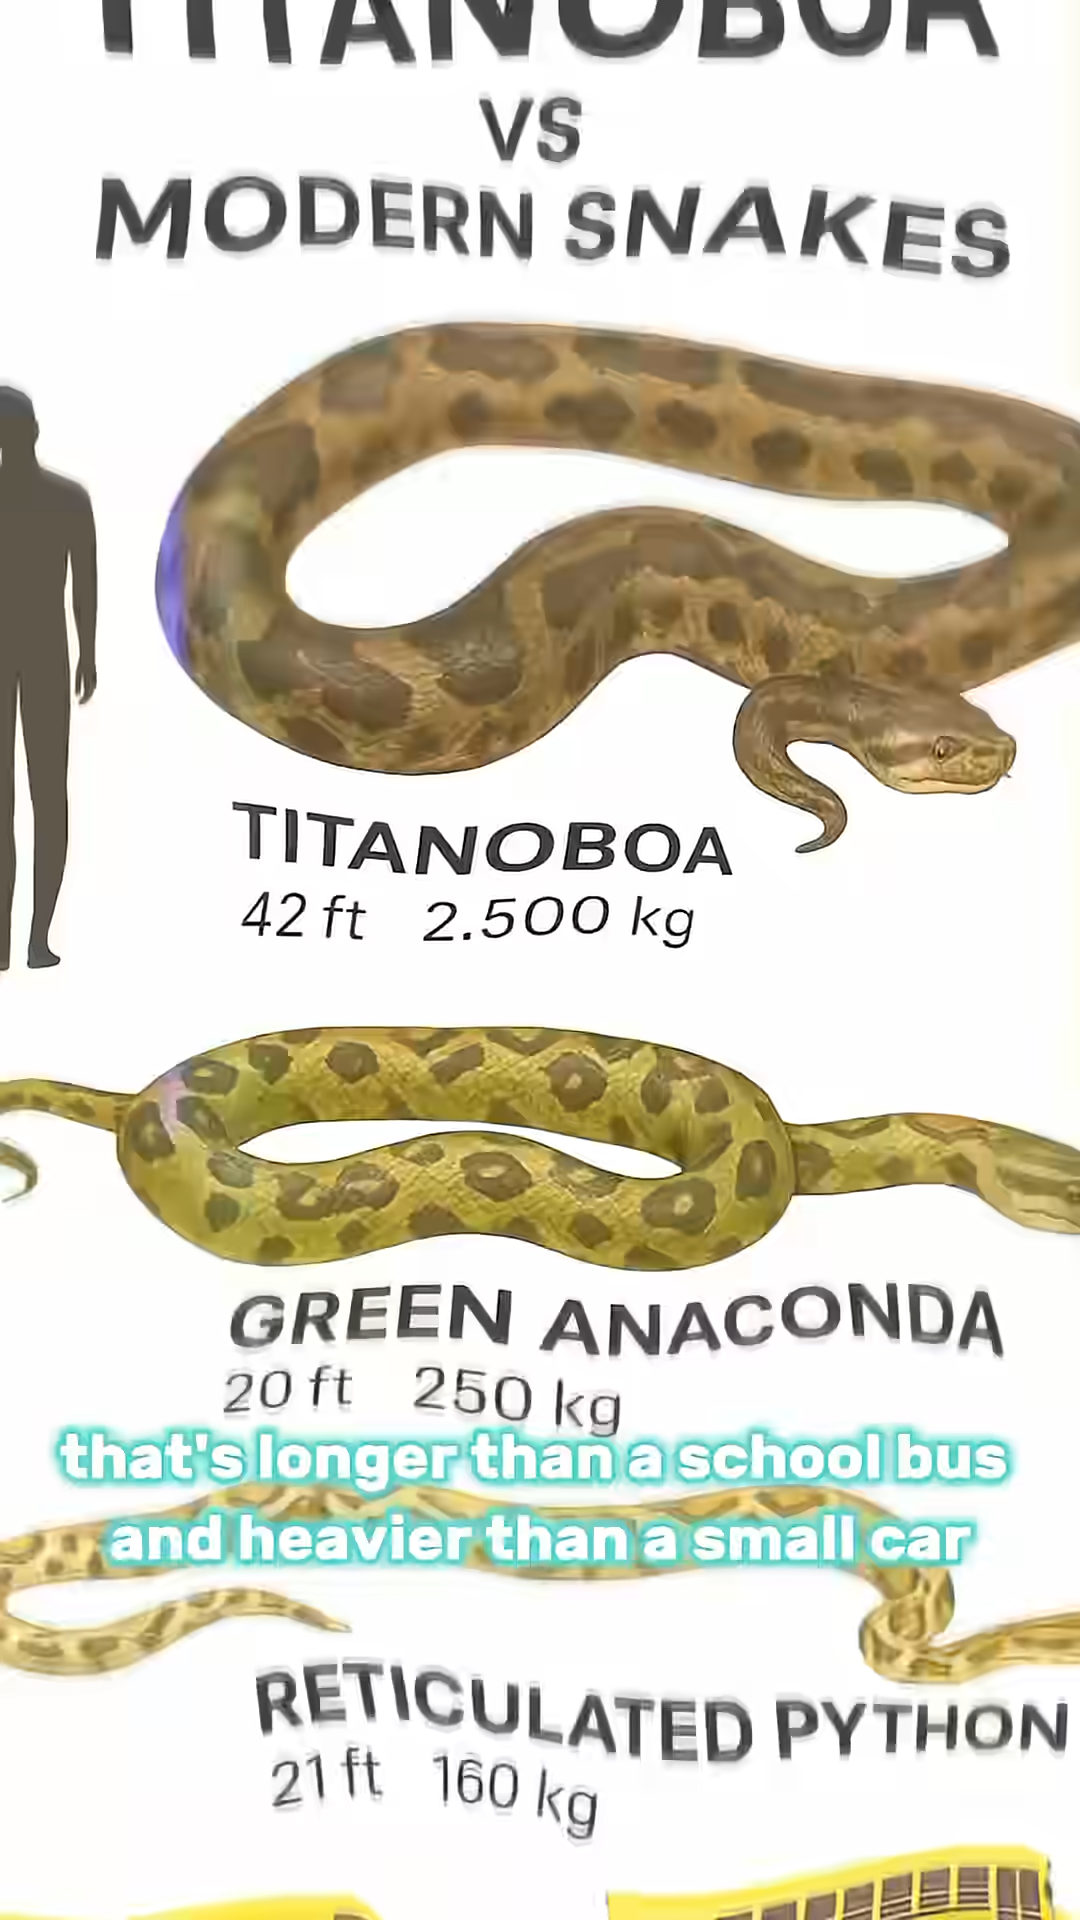 TITANOBOA
VS
MODERN SNAKES
TITANOBOA
42 ft 2.500 kg
GREEN ANACONDA
20 ft 250 kg
that's longer than a school bus
and heavier than a small car
RETICULATED PYTHON
21 ft 160 kg